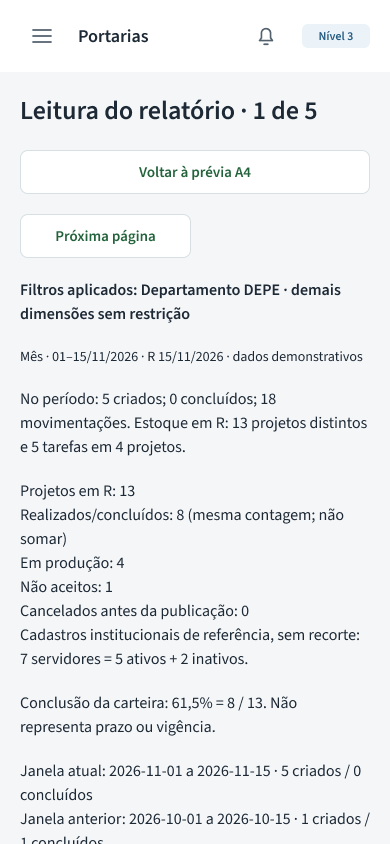 Portarias
Nível 3
Leitura do relatório · 1 de 5
Voltar à prévia A4
Próxima página
Filtros aplicados: Departamento DEPE · demais
dimensões sem restrição
Mês · 01–15/11/2026 · R 15/11/2026 · dados demonstrativos
No período: 5 criados; 0 concluídos; 18
movimentações. Estoque em R: 13 projetos distintos
e 5 tarefas em 4 projetos.
Projetos em R: 13
Realizados/concluídos: 8 (mesma contagem; não
somar)
Em produção: 4
Não aceitos: 1
Cancelados antes da publicação: 0
Cadastros institucionais de referência, sem recorte:
7 servidores = 5 ativos + 2 inativos.
Conclusão da carteira: 61,5% = 8 / 13. Não
representa prazo ou vigência.
Janela atual: 2026-11-01 a 2026-11-15 · 5 criados / 0
concluídos
Janela anterior: 2026-10-01 a 2026-10-15 · 1 criados /
1 concluídos